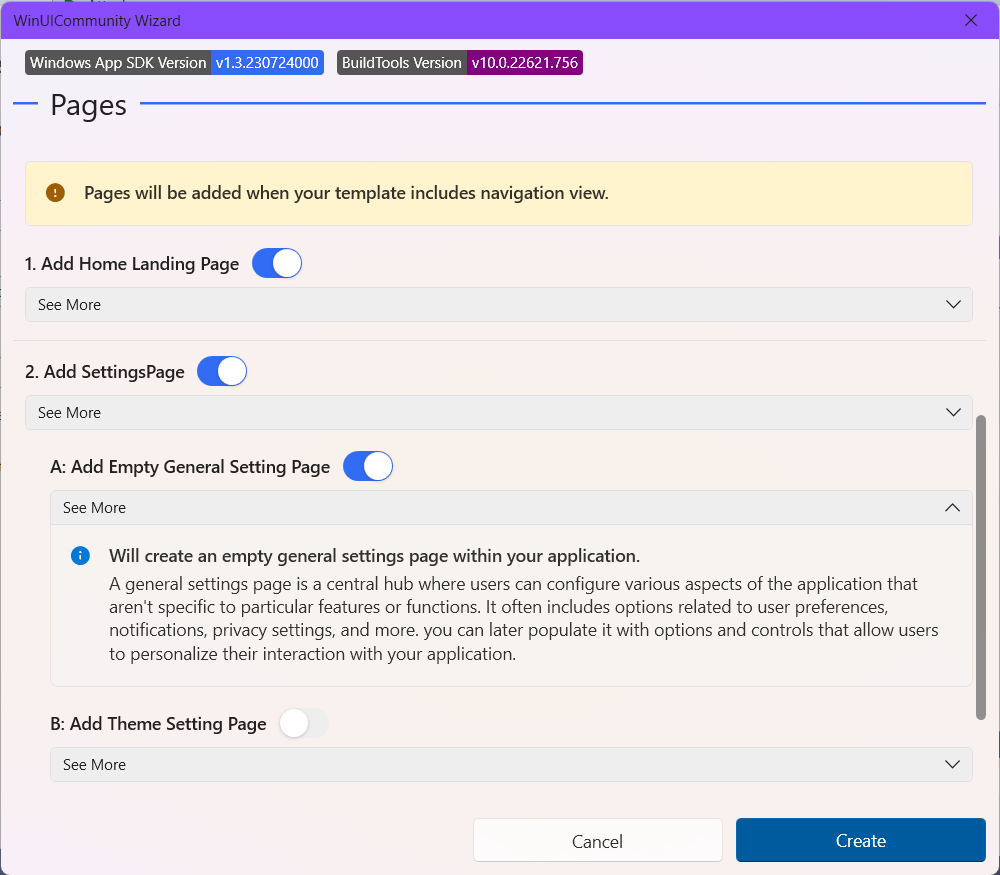 WinUICommunity Wizard
Windows App SDK Version v1.3.230724000 BuildTools Version v10.0.22621.756
Pages
Pages will be added when your template includes navigation view.
1. Add Home Landing Page
See More
2. Add SettingsPage
See More
A: Add Empty General Setting Page
See More
Will create an empty general settings page within your application.
A general settings page is a central hub where users can configure various aspects of the application that
aren't specific to particular features or functions. It often includes options related to user preferences,
notifications, privacy settings, and more. you can later populate it with options and controls that allow users
to personalize their interaction with your application.
B: Add Theme Setting Page
See More
Cancel Create